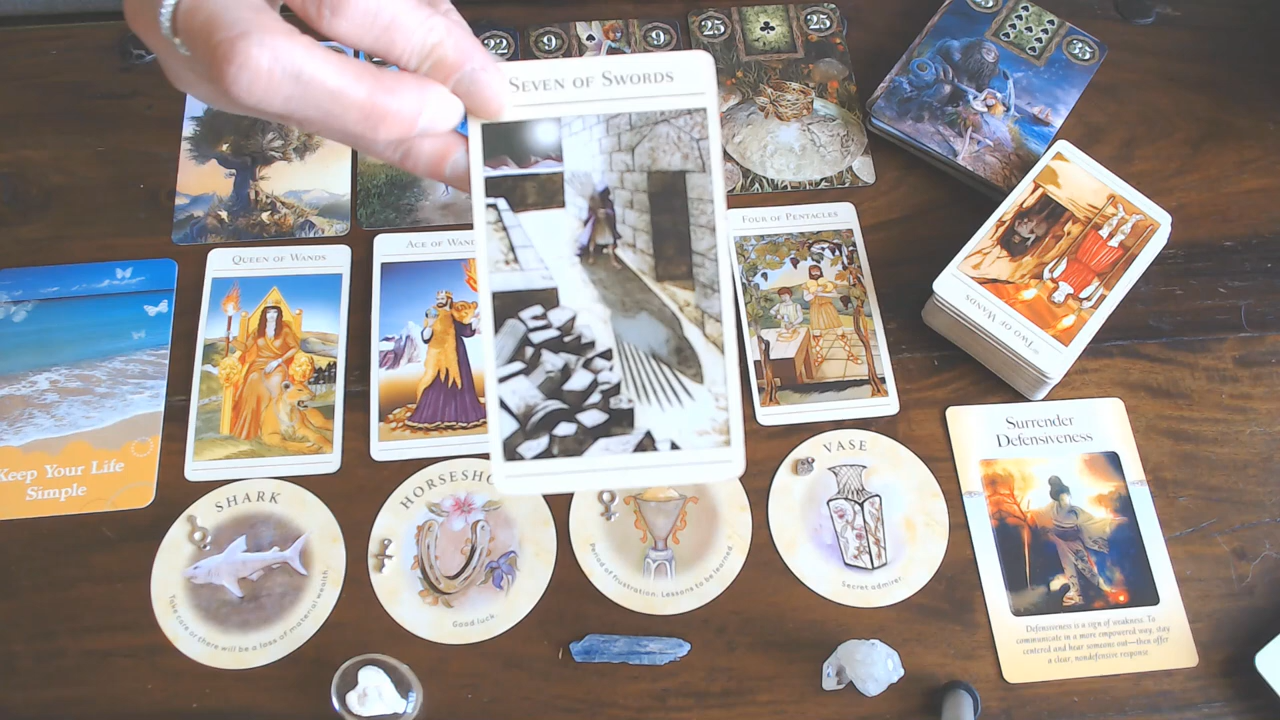 22
9
9
25
25
35
SEVEN OF SWORDS
QUEEN OF WANDS
ACE OF
FOUR OF PENTACLES
TWO OF WANDS
Keep Your Life
Simple
Surrender
Defensiveness
Defensiveness is a sign of weakness. To
communicate in a more empowered way, stay
centered and hear someone out—then offer
a clear, nondefensive response.
SHARK
Take care or there will be a loss of material wealth.
Good luck.
Period of frustration. Lessons to be learned.
VASE
Secret admirer.